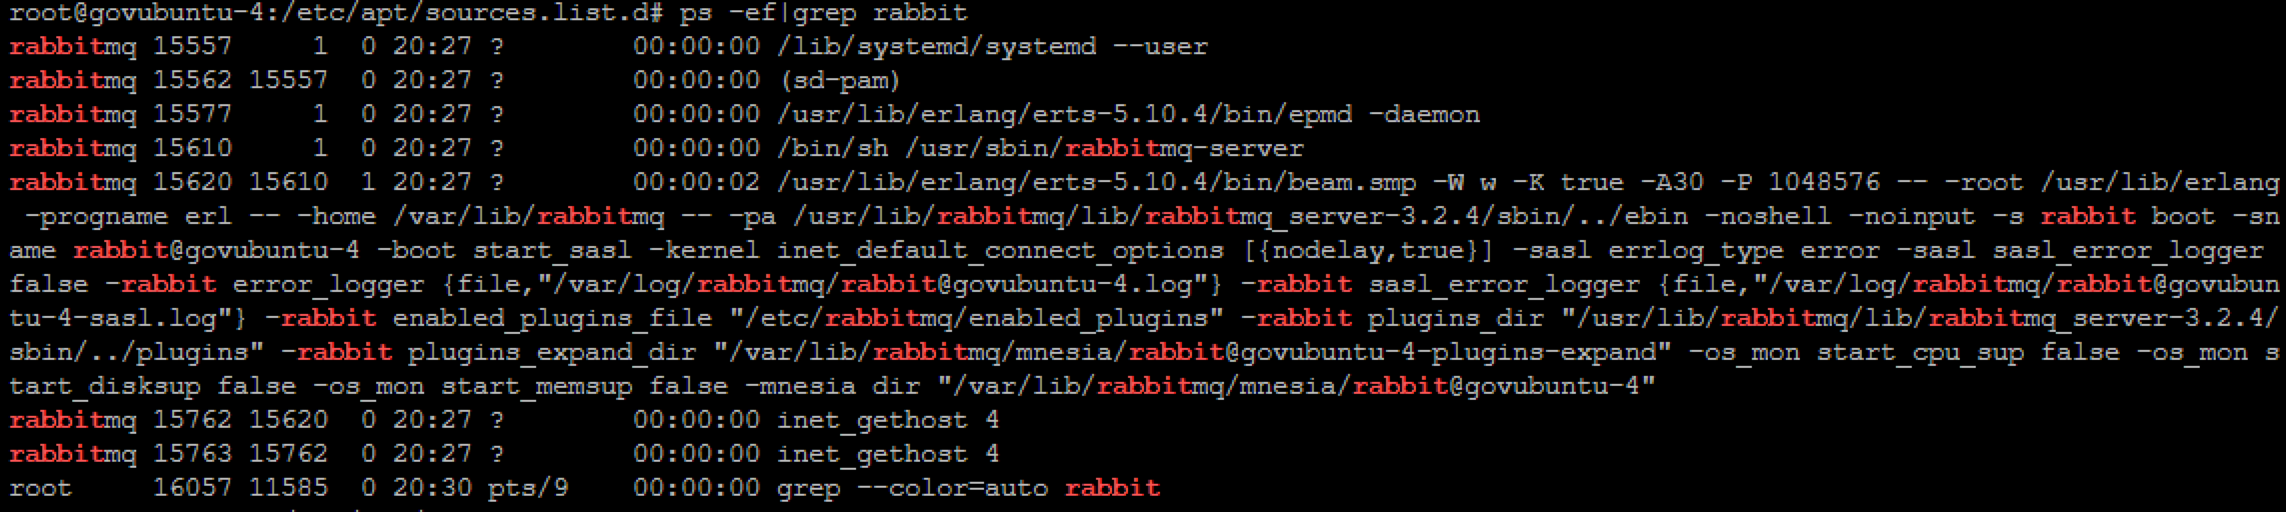 root@govubuntu-4:/etc/apt/sources.list.d# ps -ef|grep rabbit
rabbitmq 15557     1  0 20:27 ?        00:00:00 /lib/systemd/systemd --user
rabbitmq 15562 15557  0 20:27 ?        00:00:00 (sd-pam)
rabbitmq 15577     1  0 20:27 ?        00:00:00 /usr/lib/erlang/erts-5.10.4/bin/epmd -daemon
rabbitmq 15610     1  0 20:27 ?        00:00:00 /bin/sh /usr/sbin/rabbitmq-server
rabbitmq 15620 15610  1 20:27 ?        00:00:02 /usr/lib/erlang/erts-5.10.4/bin/beam.smp -W w -K true -A30 -P 1048576 -- -root /usr/lib/erlang
 -progname erl -- -home /var/lib/rabbitmq -- -pa /usr/lib/rabbitmq/lib/rabbitmq_server-3.2.4/sbin/../ebin -noshell -noinput -s rabbit boot -sn
ame rabbit@govubuntu-4 -boot start_sasl -kernel inet_default_connect_options [{nodelay,true}] -sasl errlog_type error -sasl sasl_error_logger
false -rabbit error_logger {file,"/var/log/rabbitmq/rabbit@govubuntu-4.log"} -rabbit sasl_error_logger {file,"/var/log/rabbitmq/rabbit@govubun
tu-4-sasl.log"} -rabbit enabled_plugins_file "/etc/rabbitmq/enabled_plugins" -rabbit plugins_dir "/usr/lib/rabbitmq/lib/rabbitmq_server-3.2.4/
sbin/../plugins" -rabbit plugins_expand_dir "/var/lib/rabbitmq/mnesia/rabbit@govubuntu-4-plugins-expand" -os_mon start_cpu_sup false -os_mon s
tart_disksup false -os_mon start_memsup false -mnesia dir "/var/lib/rabbitmq/mnesia/rabbit@govubuntu-4"
rabbitmq 15762 15620  0 20:27 ?        00:00:00 inet_gethost 4
rabbitmq 15763 15762  0 20:27 ?        00:00:00 inet_gethost 4
root     16057 11585  0 20:30 pts/9    00:00:00 grep --color=auto rabbit